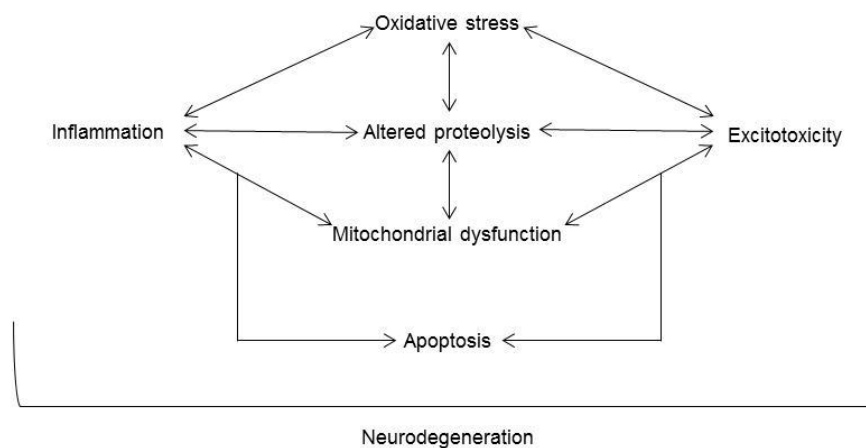 Oxidative stress
Inflammation
Altered proteolysis
Excitotoxicity
Mitochondrial dysfunction
Apoptosis
Neurodegeneration